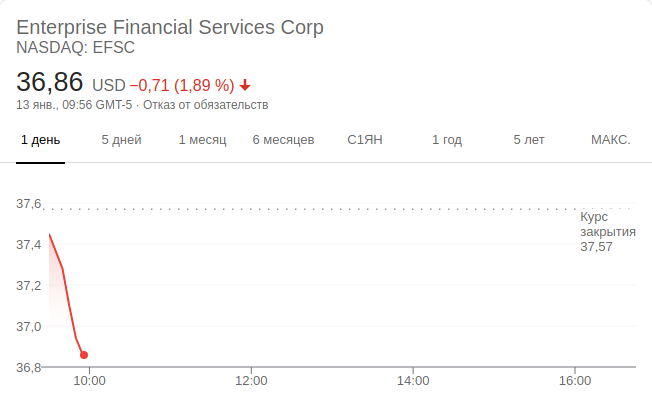 Enterprise Financial Services Corp
NASDAQ: EFSC
36,86 USD −0,71 (1,89 %)
13 янв., 09:56 GMT-5 · Отказ от обязательств
1 день 5 дней 1 месяц 6 месяцев С1ЯН 1 год 5 лет МАКС.
37,6
Курс
закрытия
37,57
37,4
37,2
37,0
36,8
10:00 12:00 14:00 16:00